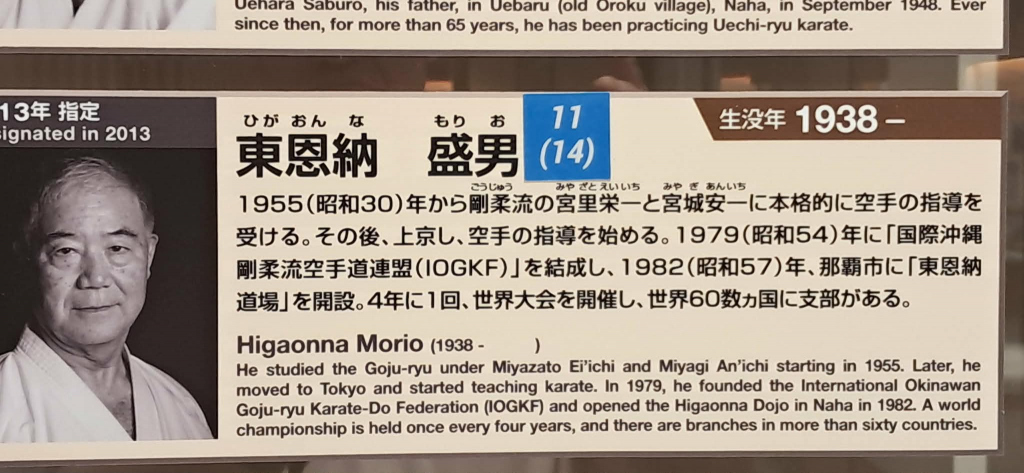 Uehara Saburo, his father, in Uebaru (old Oroku village), Naha, in September 1948. Ever
since then, for more than 65 years, he has been practicing Uechi-ryu karate.
13年 指定
signated in 2013
ひが おん な もり お
東恩納 盛男
11
(14)
生没年 1938 –
ごうじゅう みや ざと えい いち みや ぎ あん いち
1955(昭和30)年から剛柔流の宮里栄一と宮城安一に本格的に空手の指導を
受ける。その後、上京し、空手の指導を始める。1979(昭和54)年に「国際沖縄
剛柔流空手道連盟(IOGKF)」を結成し、1982(昭和57)年、那覇市に「東恩納
道場」を開設。4年に1回、世界大会を開催し、世界60数ヵ国に支部がある。
Higaonna Morio (1938 - )
He studied the Goju-ryu under Miyazato Ei'ichi and Miyagi An'ichi starting in 1955. Later, he
moved to Tokyo and started teaching karate. In 1979, he founded the International Okinawan
Goju-ryu Karate-Do Federation (IOGKF) and opened the Higaonna Dojo in Naha in 1982. A world
championship is held once every four years, and there are branches in more than sixty countries.